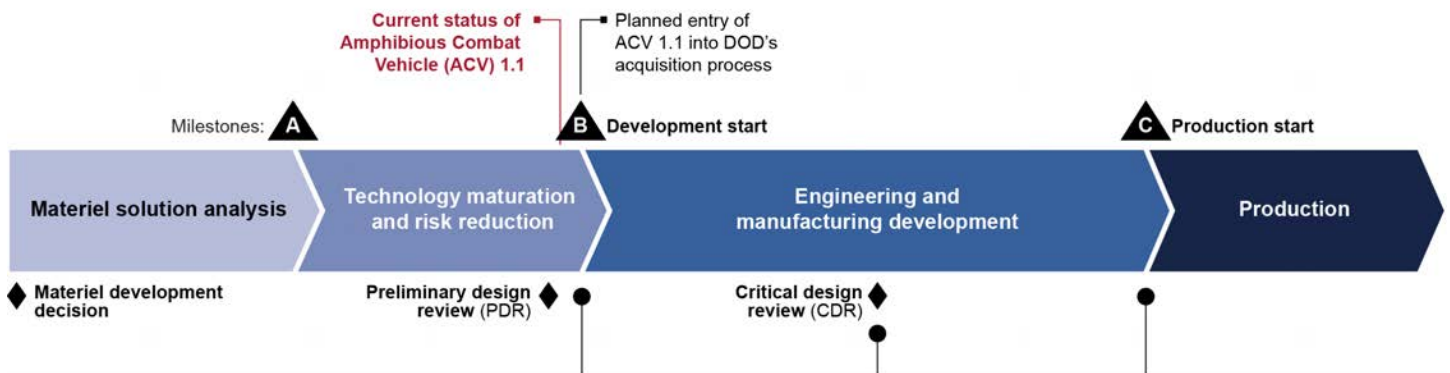 Current status of
Amphibious Combat
Vehicle (ACV) 1.1
Planned entry of
ACV 1.1 into DOD's
acquisition process
Milestones:
A
B
Development start
C
Production start
Materiel solution analysis
Technology maturation
and risk reduction
Engineering and
manufacturing development
Production
Materiel development
decision
Preliminary design
review (PDR)
Critical design
review (CDR)